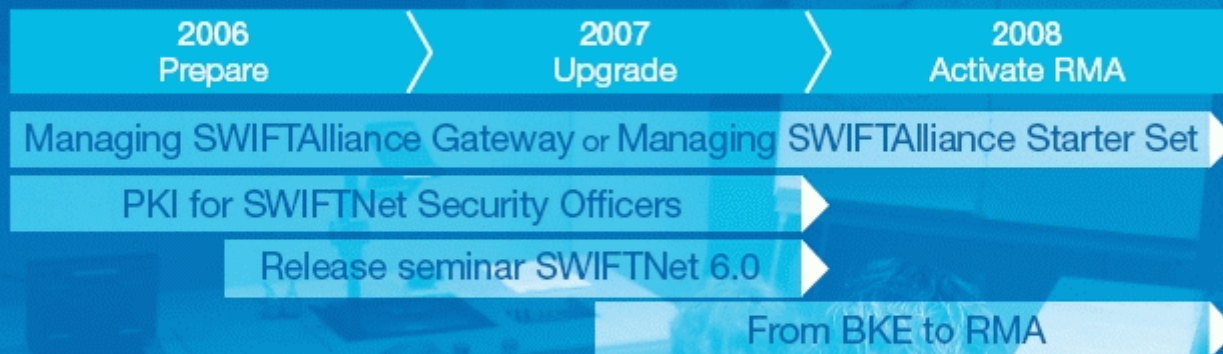 2006
Prepare
2007
Upgrade
2008
Activate RMA
Managing SWIFTAlliance Gateway or Managing SWIFTAlliance Starter Set
PKI for SWIFTNet Security Officers
Release seminar SWIFTNet 6.0
From BKE to RMA